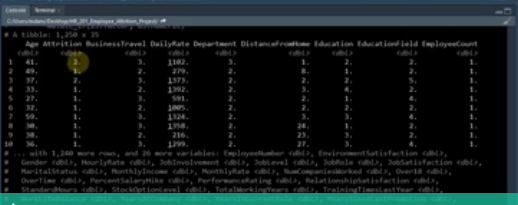 Console Terminal
# A tibble: 1,250 x 35
Age Attrition BusinessTravel DailyRate Department DistanceFromHome Education EducationField EmployeeCount
<dbl> <dbl> <dbl> <dbl> <dbl> <dbl> <dbl> <dbl> <dbl>
1 41. 2. 3. 1102. 3. 1. 2. 2. 1.
2 49. 1. 2. 279. 2. 8. 1. 2. 1.
3 37. 2. 3. 1373. 2. 2. 2. 5. 1.
4 33. 1. 2. 1392. 2. 3. 4. 2. 1.
5 27. 1. 3. 591. 2. 2. 1. 4. 1.
6 32. 1. 2. 1005. 2. 2. 2. 2. 1.
7 59. 1. 3. 1324. 2. 3. 3. 4. 1.
8 30. 1. 3. 1358. 2. 24. 1. 2. 1.
9 38. 1. 2. 216. 2. 23. 3. 2. 1.
10 36. 1. 3. 1299. 2. 27. 3. 4. 1.
# ... with 1,240 more rows, and 26 more variables: EmployeeNumber <dbl>, EnvironmentSatisfaction <dbl>,
# Gender <dbl>, HourlyRate <dbl>, JobInvolvement <dbl>, JobLevel <dbl>, JobRole <dbl>, JobSatisfaction <dbl>,
# MaritalStatus <dbl>, MonthlyIncome <dbl>, MonthlyRate <dbl>, NumCompaniesWorked <dbl>, Over18 <dbl>,
# OverTime <dbl>, PercentSalaryHike <dbl>, PerformanceRating <dbl>, RelationshipSatisfaction <dbl>,
# StandardHours <dbl>, StockOptionLevel <dbl>, TotalWorkingYears <dbl>, TrainingTimesLastYear <dbl>,